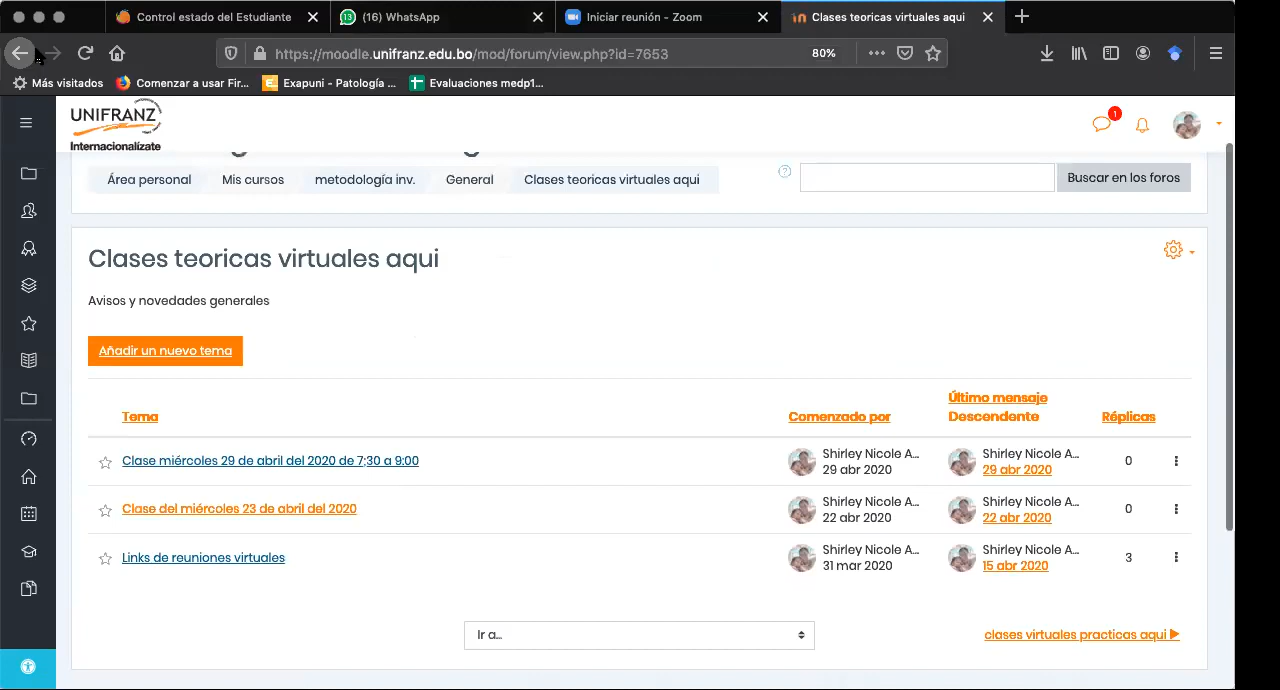 Control estado del Estudiante
13 (16) WhatsApp
Iniciar reunión - Zoom
Clases teoricas virtuales aqui
https://moodle.unifranz.edu.bo/mod/forum/view.php?id=7653
80%
Más visitados
Comenzar a usar Fir...
Exapuni - Patología ...
Evaluaciones medp1...
UNIFRANZ
Internacionalízate
1
Área personal
Mis cursos
metodología inv.
General
Clases teoricas virtuales aqui
Buscar en los foros
Clases teoricas virtuales aqui
Avisos y novedades generales
Añadir un nuevo tema
Tema
Comenzado por
Último mensaje
Descendente
Réplicas
Clase miércoles 29 de abril del 2020 de 7;30 a 9:00
Shirley Nicole A...
29 abr 2020
Shirley Nicole A...
29 abr 2020
0
Clase del miércoles 23 de abril del 2020
Shirley Nicole A...
22 abr 2020
Shirley Nicole A...
22 abr 2020
0
Links de reuniones virtuales
Shirley Nicole A...
31 mar 2020
Shirley Nicole A...
15 abr 2020
3
Ir a...
clases virtuales practicas aqui